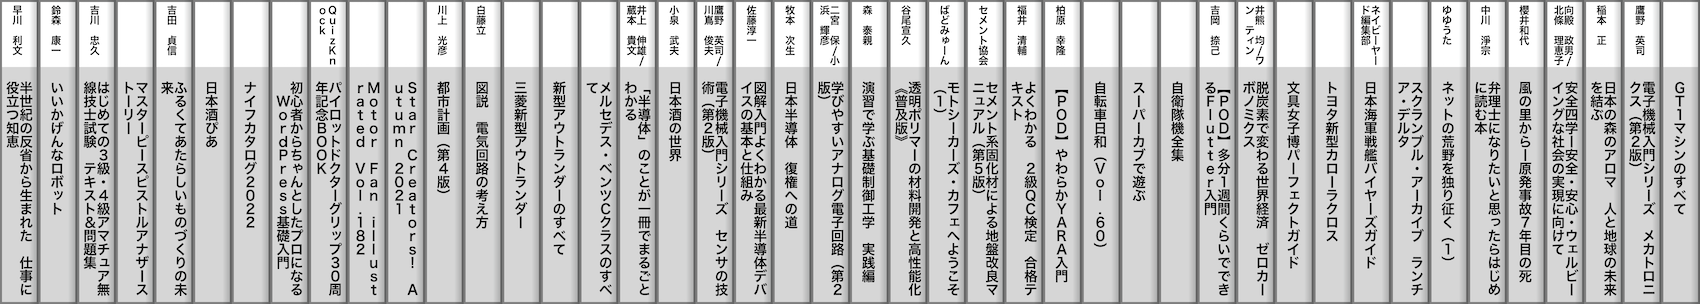 GT1マシンのすべて
鷹野 英司
電子機械入門シリーズ メカトロニ
クス(第2版)
稲本 正
日本の森のアロマ 人と地球の未来
を結ぶ
向殿 政男/
北條 理恵子
安全四学ー安全・安心・ウェルビー
イングな社会の実現に向けて
櫻井和代
風の里からー原発事故7年目の死
中川 淨宗
弁理士になりたいと思ったらはじめ
に読む本
ゆゆうた
ネットの荒野を独り征く(1)
スクランブル・アーカイブ ランチ
ア・デルタ
ネイビーヤー
ド編集部
日本海軍戦艦バイヤーズガイド
トヨタ新型カローラクロス
文具女子博パーフェクトガイド
井熊 均/ワ
ン ティン
脱炭素で変わる世界経済 ゼロカー
ボノミクス
吉岡 捺己
【POD】多分1週間くらいででき
るFlutter入門
自衛隊機全集
スーパーカブで遊ぶ
自転車日和(Vol.60)
柏原 幸隆
【POD】やわらかYARA入門
福井 清輔
よくわかる 2級QC検定 合格テ
キスト
セメント協会
セメント系固化材による地盤改良マ
ニュアル(第5版)
ばどみゅーん
モトシーカーズ・カフェへようこそ
(1)
谷尾宣久
透明ポリマーの材料開発と高性能化
《普及版》
森 泰親
演習で学ぶ基礎制御工学 実践編
二宮 保/小
浜 輝彦
学びやすいアナログ電子回路(第2
版)
牧本 次生
日本半導体 復権への道
佐藤淳一
図解入門よくわかる最新半導体デバ
イスの基本と仕組み
鷹野 英司/
川嶌 俊夫
電子機械入門シリーズ センサの技
術(第2版)
小泉 武夫
日本酒の世界
井上 伸雄/
蔵本 貴文
「半導体」のことが一冊でまるごと
わかる
メルセデス・ベンツCクラスのすべ
て
新型アウトランダーのすべて
三菱新型アウトランダー
白藤立
図説 電気回路の考え方
川上 光彦
都市計画(第4版)
Star Creators! A
utumn 2021
Motor Fan illust
rated Vol.182
QuizKn
ock
パイロットドクターグリップ30周
年記念BOOK
初心者からちゃんとしたプロになる
WordPress基礎入門
ナイフカタログ2022
日本酒ぴあ
吉田 貞信
ふるくてあたらしいものづくりの未
来
マスターピースピストルアナザース
トーリー
吉川 忠久
はじめての3級・4級アマチュア無
線技士試験 テキスト&問題集
鈴森 康一
いいかげんなロボット
早川 利文
半世紀の反省から生まれた 仕事に
役立つ知恵